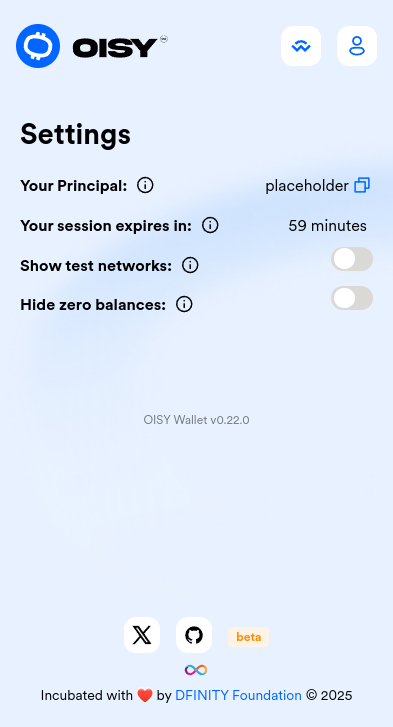 OISY
Settings
Your Principal: placeholder
Your session expires in: 59 minutes
Show test networks:
Hide zero balances:
OISY Wallet v0.22.0
beta
Incubated with ❤️ by DFINITY Foundation © 2025